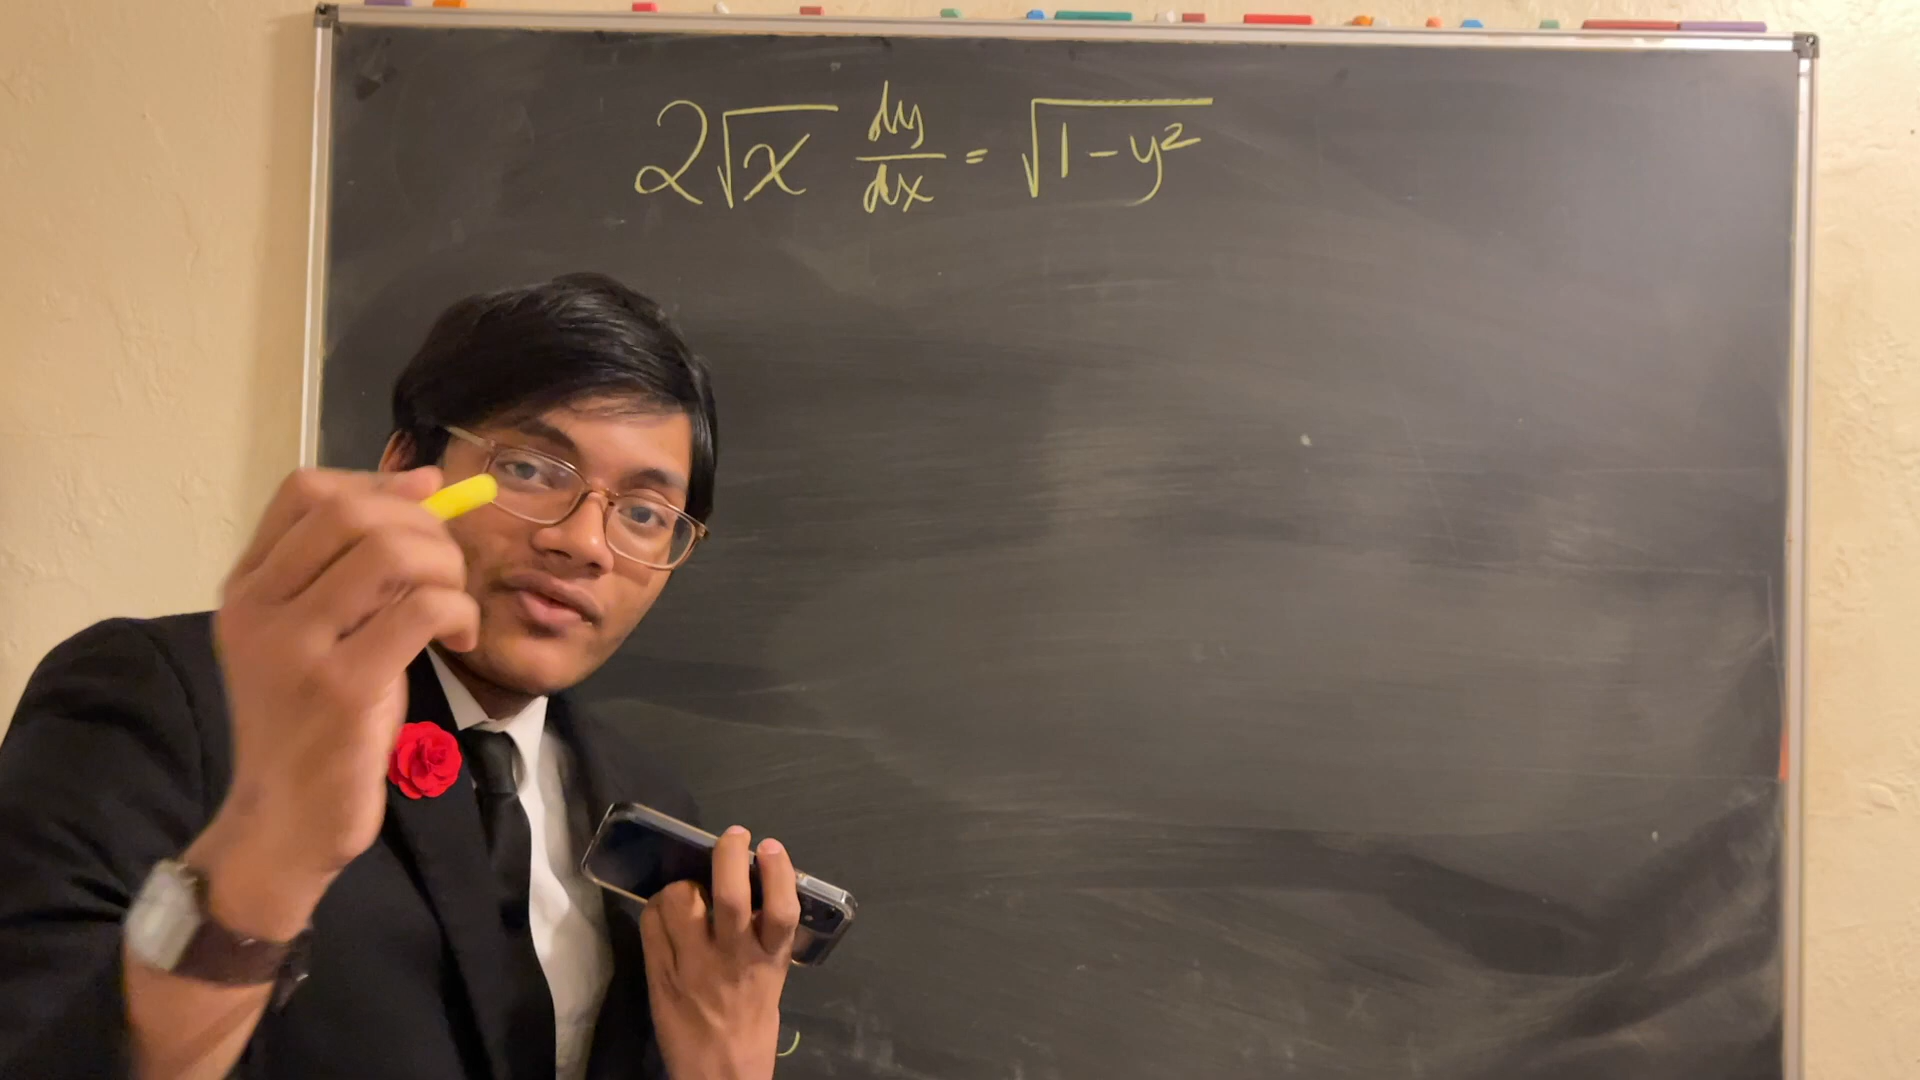 2√x dy/dx = √(1-y²)